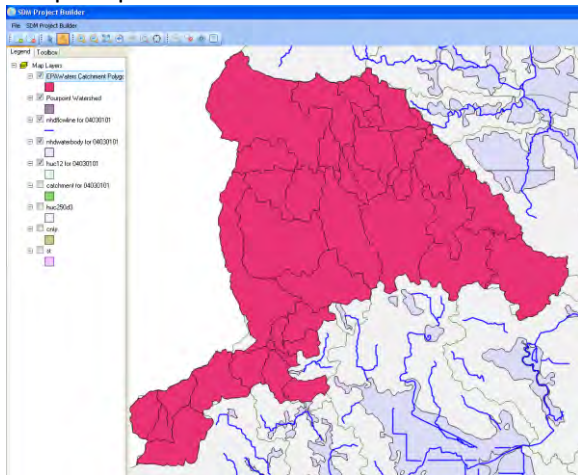 SDM Project Builder
File SDM Project Builder
Legend Toolbox
Map Layers
EPAWaters Catchment Polygo
Pourpoint Watershed
nhdflowline for 04030101
nhdwaterbody for 04030101
huc12 for 04030101
catchment for 04030101
huc250d3
cnty
st